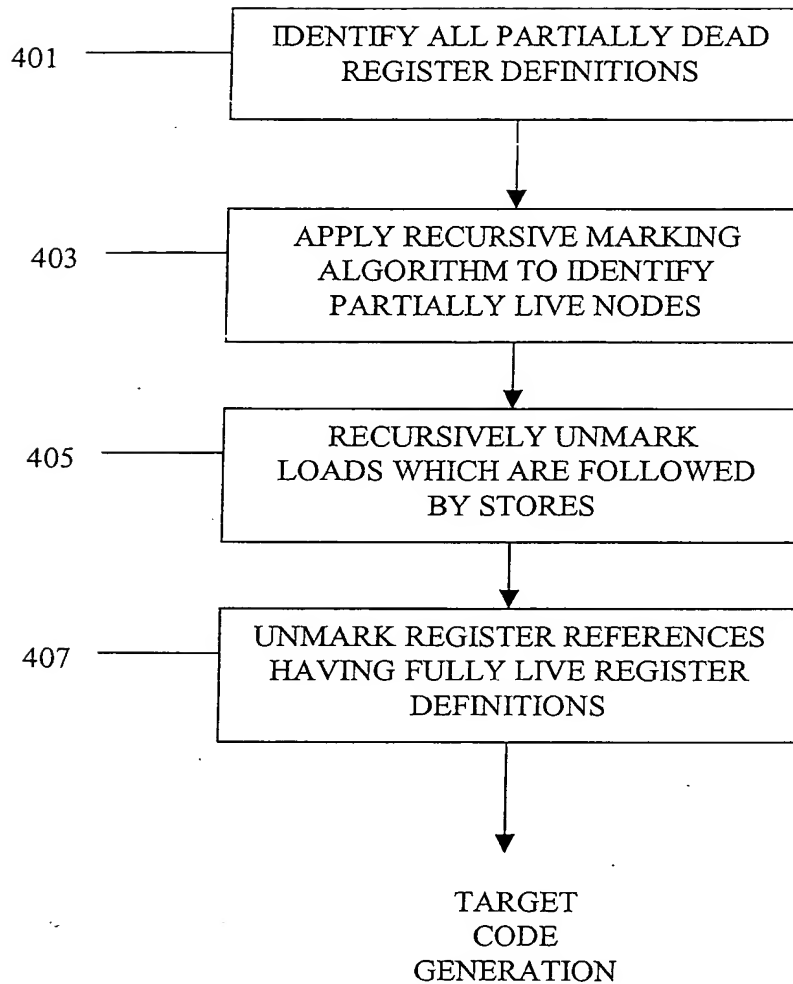 401
IDENTIFY ALL PARTIALLY DEAD
REGISTER DEFINITIONS
403
APPLY RECURSIVE MARKING
ALGORITHM TO IDENTIFY
PARTIALLY LIVE NODES
405
RECURSIVELY UNMARK
LOADS WHICH ARE FOLLOWED
BY STORES
407
UNMARK REGISTER REFERENCES
HAVING FULLY LIVE REGISTER
DEFINITIONS
TARGET
CODE
GENERATION